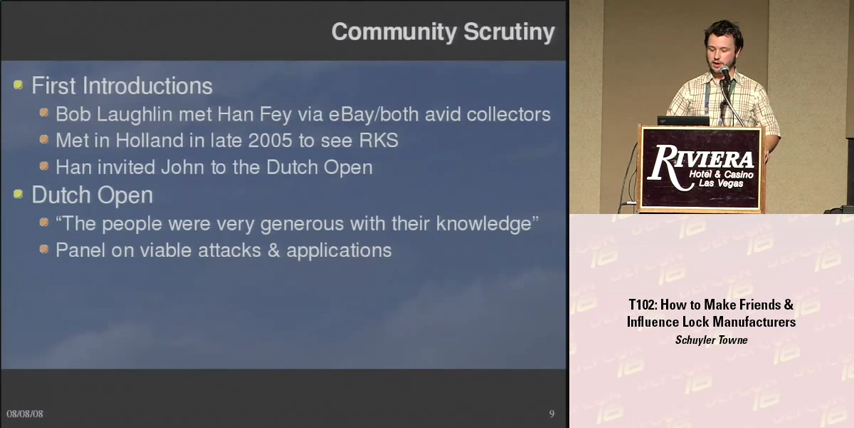 Community Scrutiny
First Introductions
Bob Laughlin met Han Fey via eBay/both avid collectors
Met in Holland in late 2005 to see RKS
Han invited John to the Dutch Open
Dutch Open
“The people were very generous with their knowledge”
Panel on viable attacks & applications
08/08/08
9
RIVIERA
Hotel & Casino
Las Vegas
T102: How to Make Friends &
Influence Lock Manufacturers
Schuyler Towne